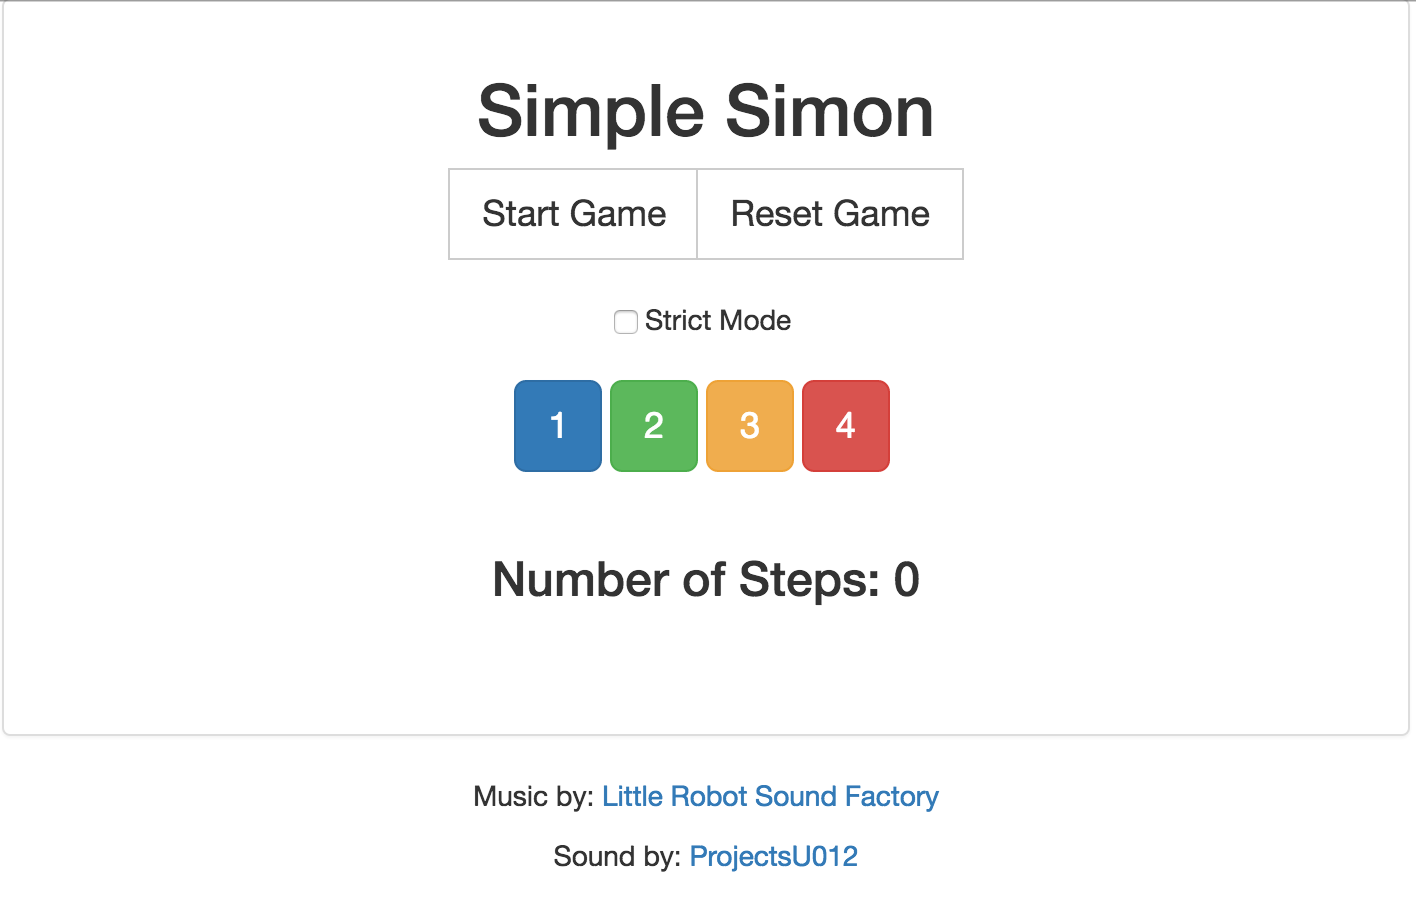 Simple Simon
Start Game Reset Game
Strict Mode
1 2 3 4
Number of Steps: 0
Music by: Little Robot Sound Factory
Sound by: ProjectsU012